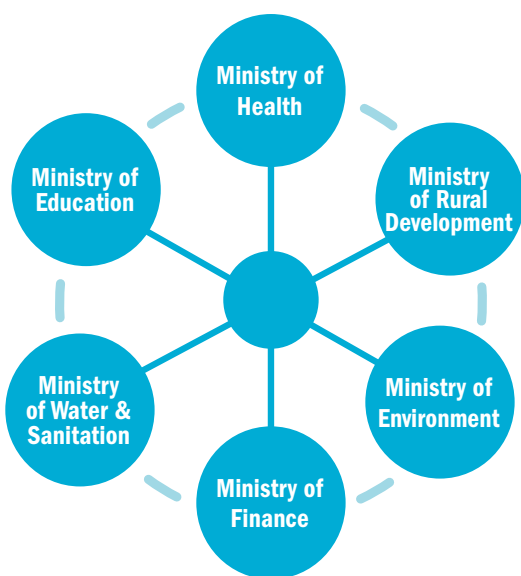 Ministry of
Health
Ministry of
Education
Ministry
of Rural
Development
Ministry
of Water &
Sanitation
Ministry of
Environment
Ministry of
Finance